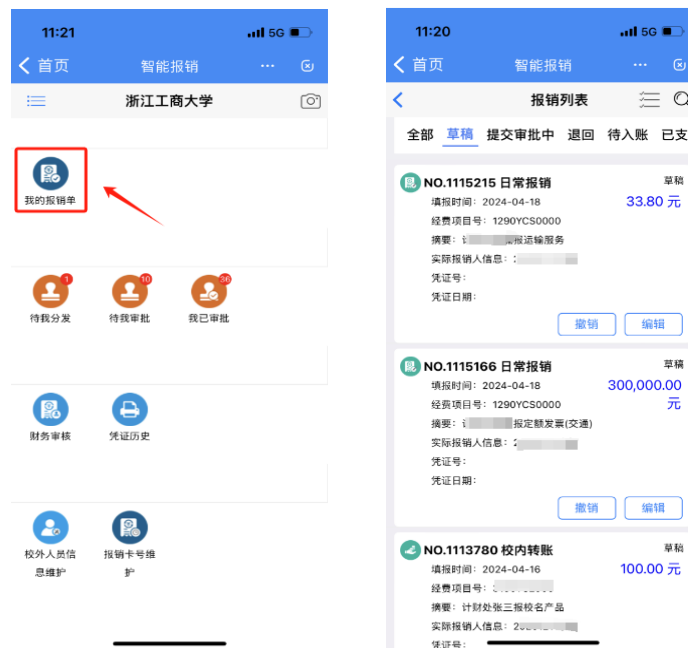 11:21
5G
首页
智能报销
浙江工商大学
我的报销单
1
10
36
待我分发
待我审批
我已审批
财务审核
凭证历史
校外人员信
息维护
报销卡号维
护
11:20
5G
首页
智能报销
报销列表
全部 草稿 提交审批中 退回 待入账 已支
NO.1115215 日常报销
草稿
填报时间：2024-04-18
33.80 元
经费项目号：1290YCS0000
摘要：报运输服务
实际报销人信息：
凭证号：
凭证日期：
撤销
编辑
NO.1115166 日常报销
草稿
填报时间：2024-04-18
300,000.00
元
经费项目号：1290YCS0000
摘要：报定额发票(交通)
实际报销人信息：
凭证号：
凭证日期：
撤销
编辑
NO.1113780 校内转账
草稿
填报时间：2024-04-16
100.00 元
经费项目号：
摘要：计财处张三报校名产品
实际报销人信息：
凭证号：